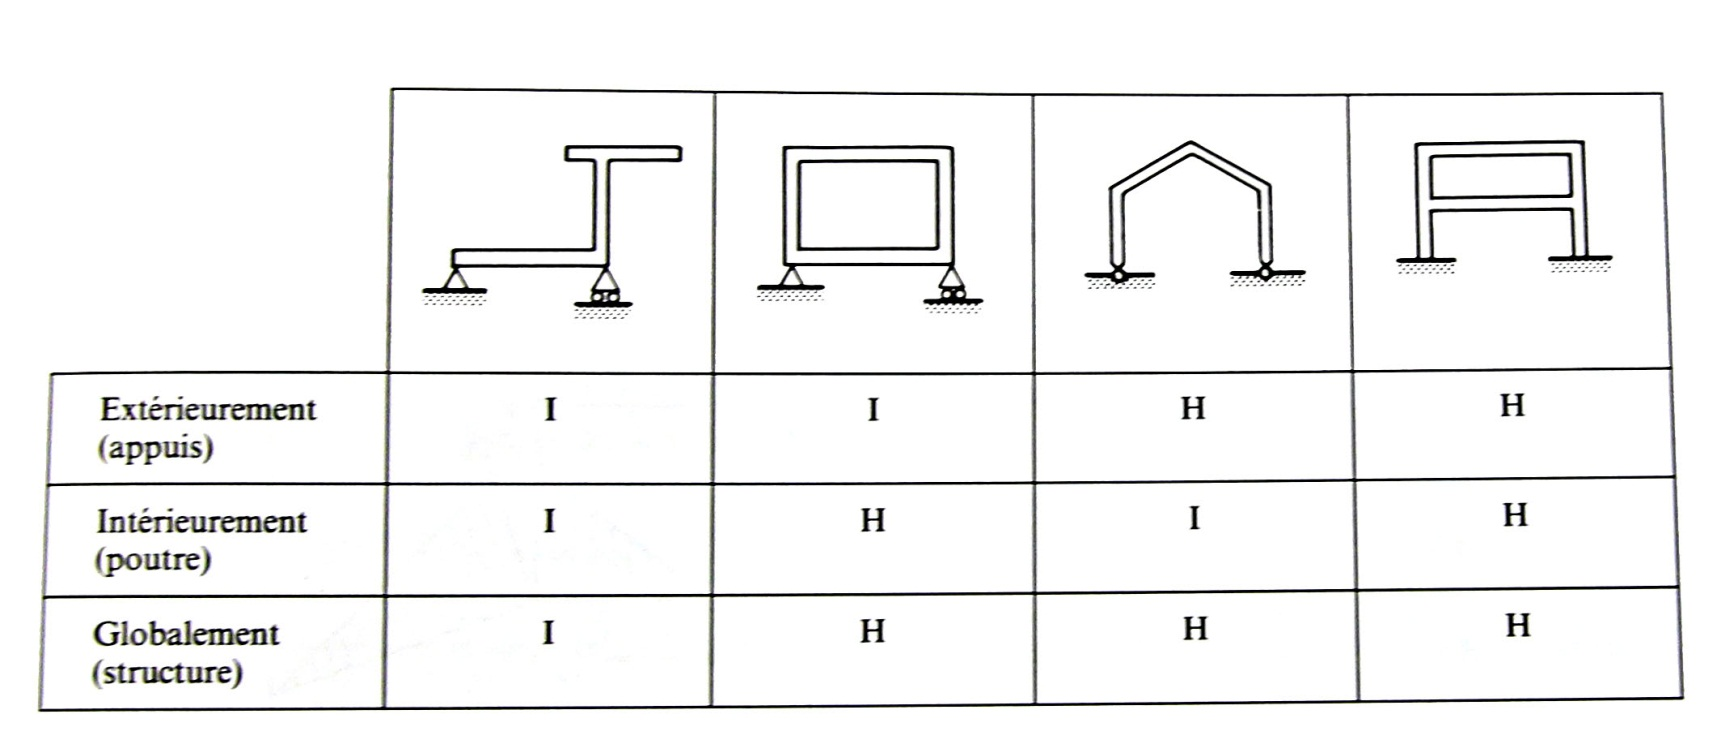 Extérieurement I I H H
(appuis)
Intérieurement I H I H
(poutre)
Globalement I H H H
(structure)